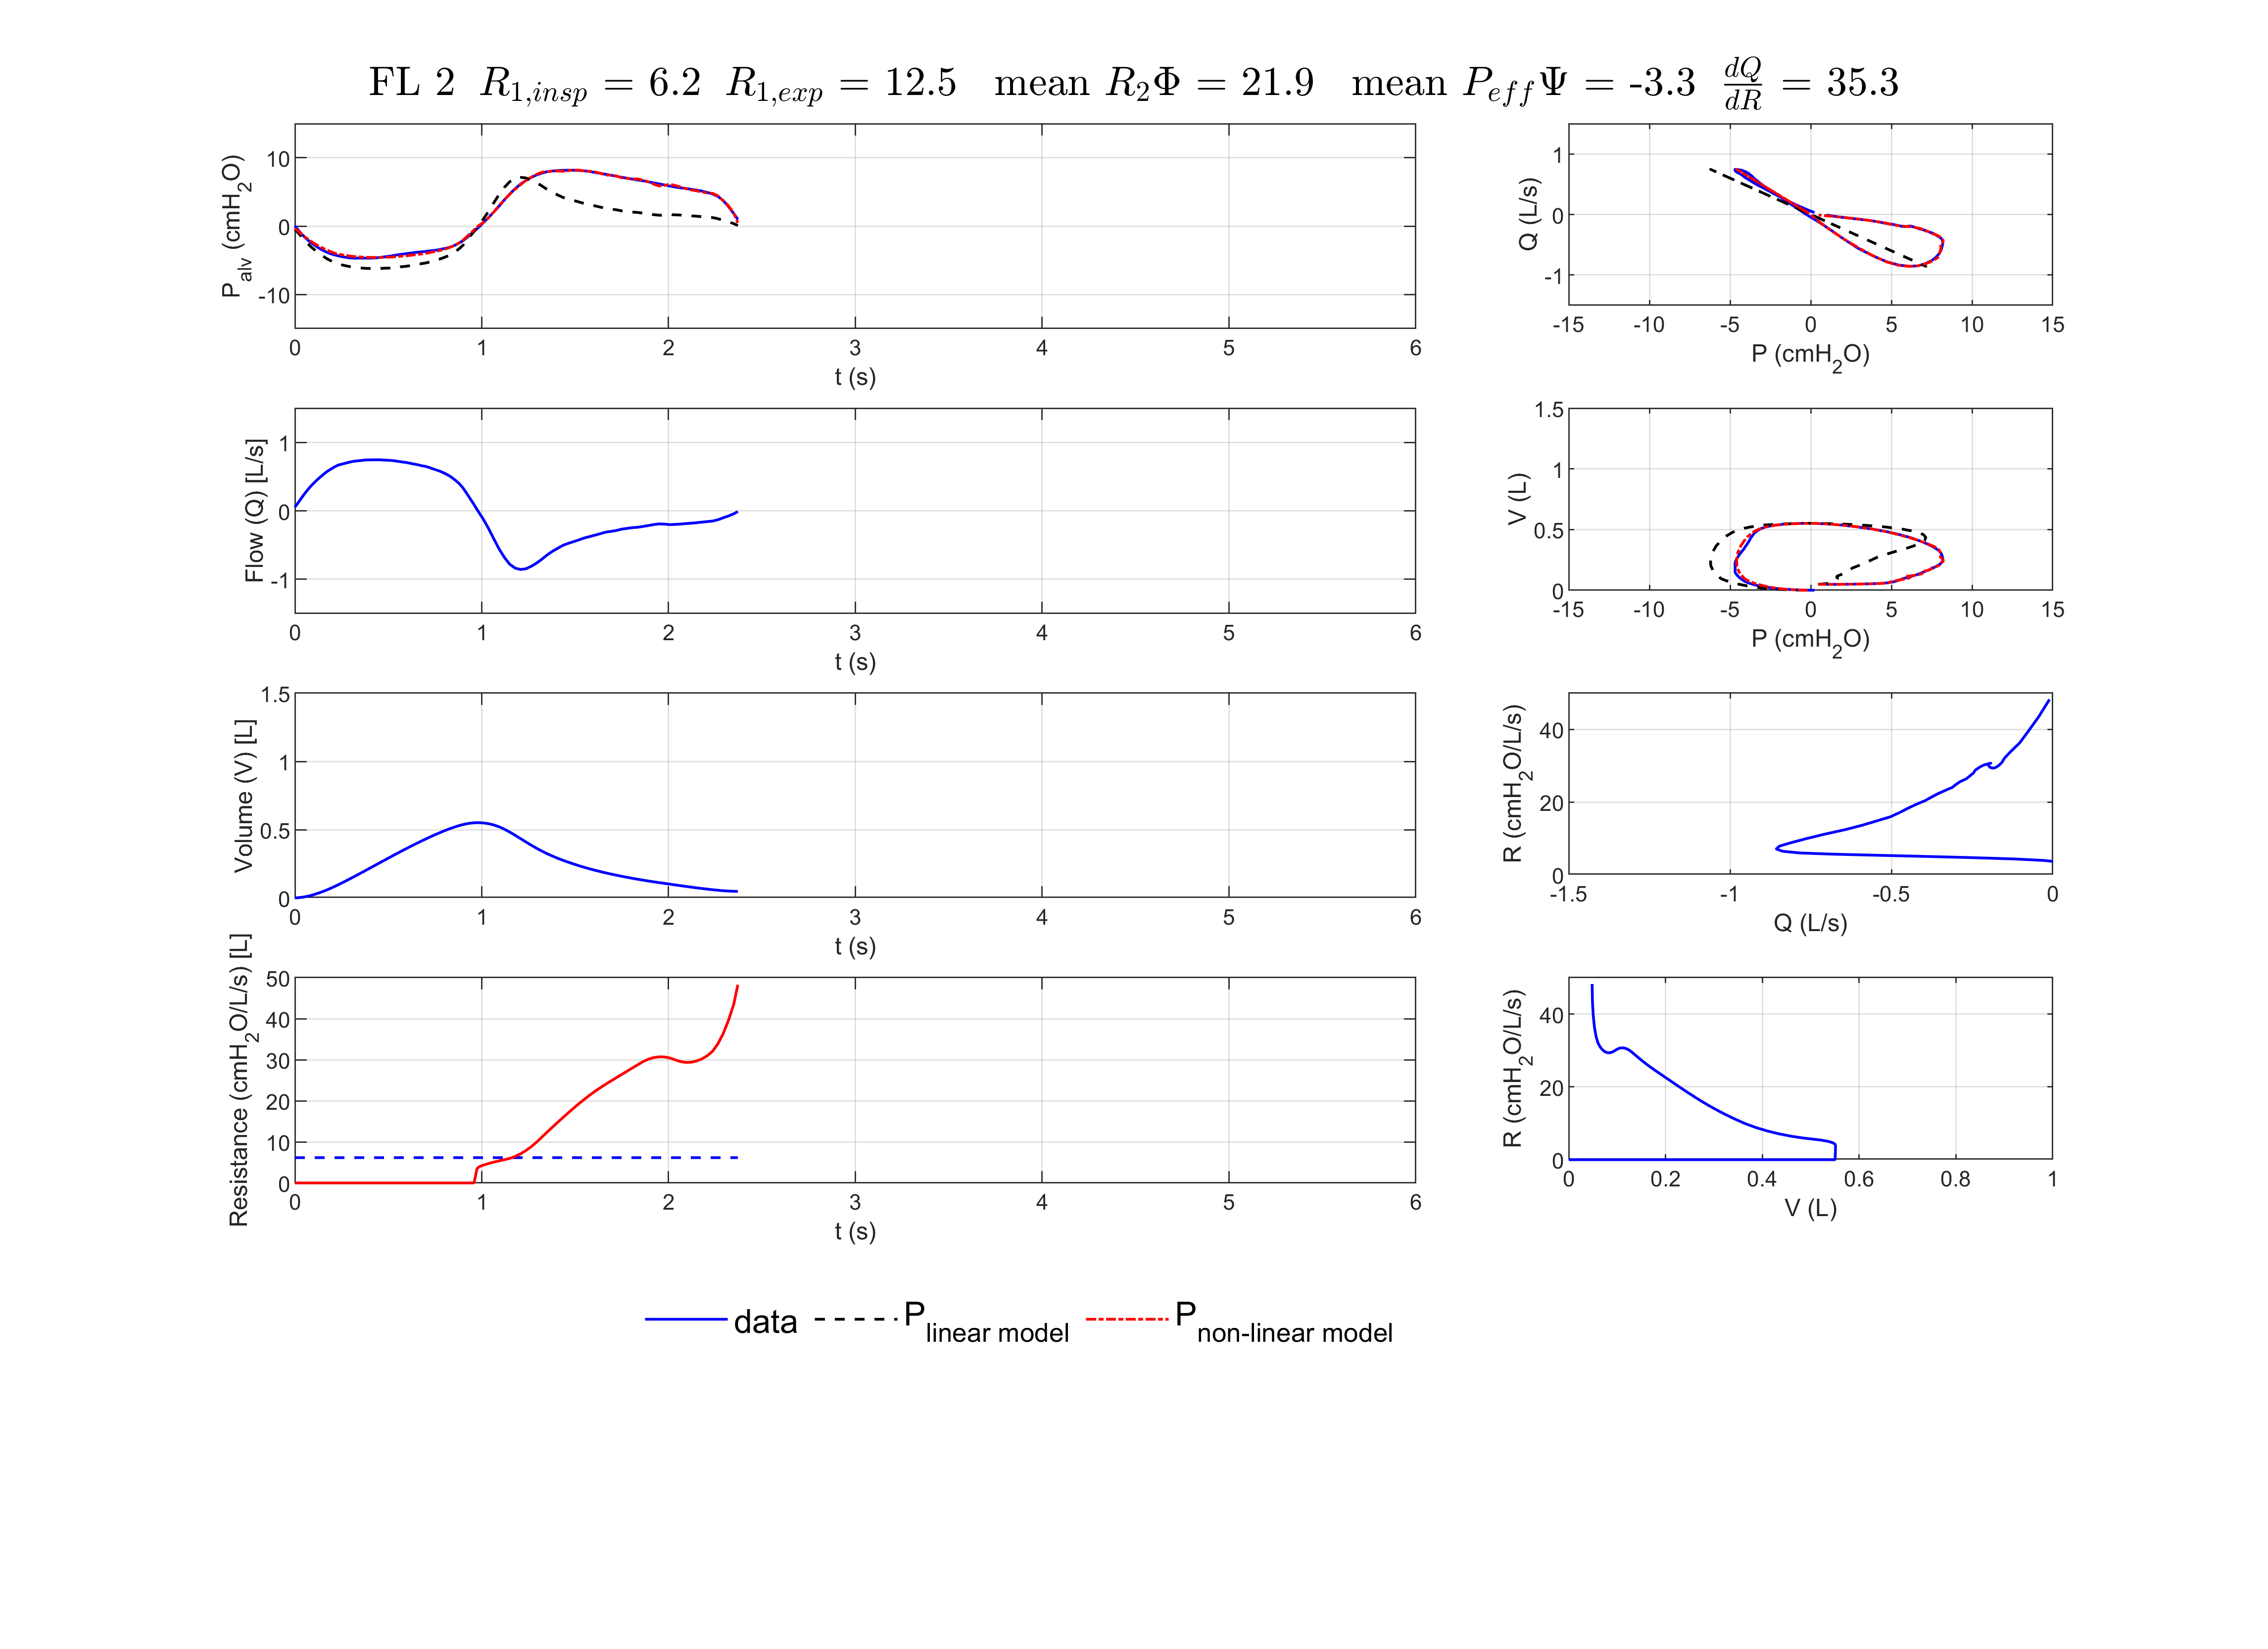 FL 2 R1,insp = 6.2 R1,exp = 12.5 mean R2Φ = 21.9 mean PeffΨ = -3.3 dQ/dR = 35.3
Palv (cmH2O)
10
0
-10
0 1 2 3 4 5 6
t (s)
Q (L/s)
1
0
-1
-15 -10 -5 0 5 10 15
P (cmH2O)
Flow (Q) [L/s]
1
0
-1
0 1 2 3 4 5 6
t (s)
V (L)
1.5
1
0.5
0
-15 -10 -5 0 5 10 15
P (cmH2O)
Volume (V) [L]
1.5
1
0.5
0
0 1 2 3 4 5 6
t (s)
R (cmH2O/L/s)
40
20
0
-1.5 -1 -0.5 0
Q (L/s)
Resistance (cmH2O/L/s) [L]
50
40
30
20
10
0
0 1 2 3 4 5 6
t (s)
R (cmH2O/L/s)
40
20
0
0 0.2 0.4 0.6 0.8 1
V (L)
data Plinear model Pnon-linear model